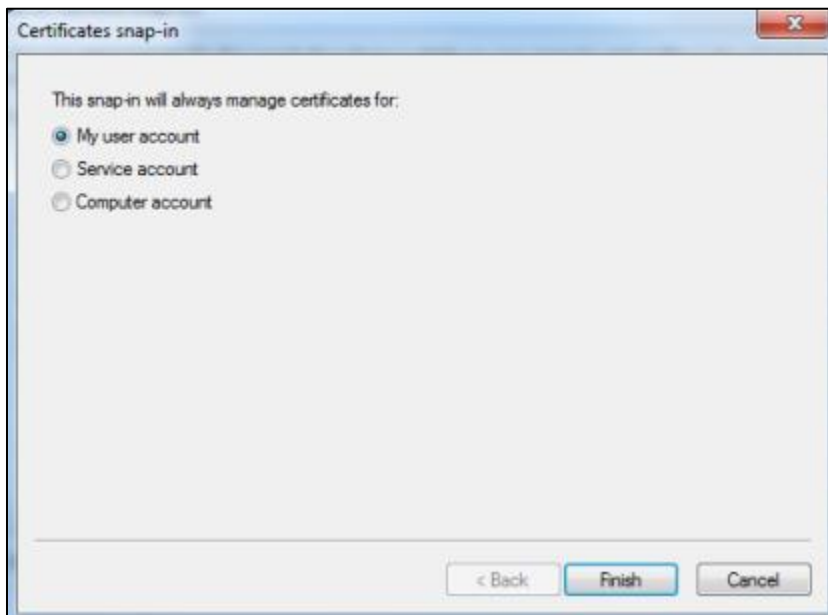 Certificates snap-in
This snap-in will always manage certificates for:
My user account
Service account
Computer account
< Back Finish Cancel